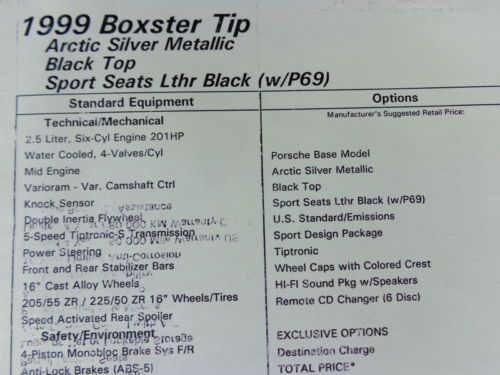 1999 Boxster Tip
Arctic Silver Metallic
Black Top
Sport Seats Lthr Black (w/P69)
Standard Equipment
Technical/Mechanical
2.5 Liter, Six-Cyl Engine 201HP
Water Cooled, 4-Valves/Cyl
Mid Engine
Varioram - Var. Camshaft Ctrl
Knock Sensor
Double Inertia Flywheel
5-Speed Tiptronic-S Transmission
Power Steering
Front and Rear Stabilizer Bars
16" Cast Alloy Wheels
205/55 ZR / 225/50 ZR 16" Wheels/Tires
Speed Activated Rear Spoiler
Safety/Environment
4-Piston Monobloc Brake Sys F/R
Anti-Lock Brakes (ABS-5)
Options
Manufacturer's Suggested Retail Price:
Porsche Base Model
Arctic Silver Metallic
Black Top
Sport Seats Lthr Black (w/P69)
U.S. Standard/Emissions
Sport Design Package
Tiptronic
Wheel Caps with Colored Crest
HI-FI Sound Pkg w/Speakers
Remote CD Changer (6 Disc)
EXCLUSIVE OPTIONS
Destination Charge
TOTAL PRICE*